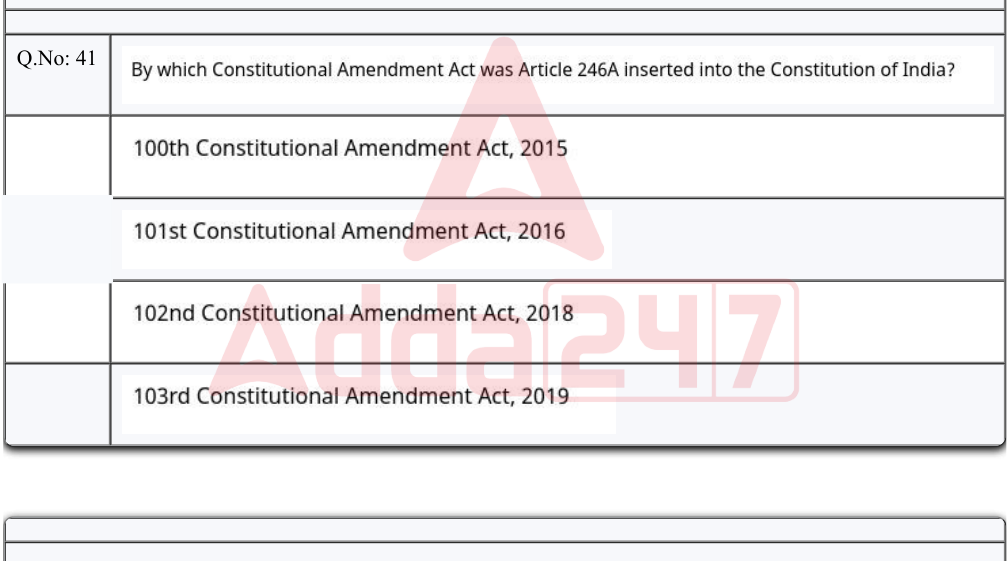 Q.No: 41
By which Constitutional Amendment Act was Article 246A inserted into the Constitution of India?
100th Constitutional Amendment Act, 2015
101st Constitutional Amendment Act, 2016
102nd Constitutional Amendment Act, 2018
103rd Constitutional Amendment Act, 2019
Adda247